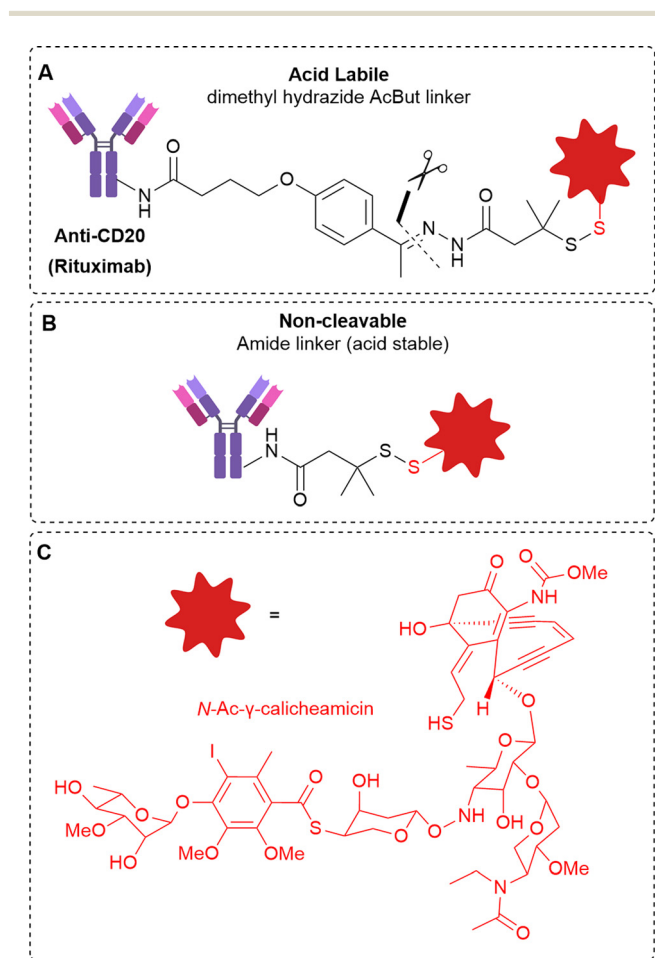 A
Acid Labile
dimethyl hydrazide AcBut linker
O
N
H
O
N
N
H
O
S
S
Anti-CD20
(Rituximab)
B
Non-cleavable
Amide linker (acid stable)
H
N
O
S
S
C
=
N-Ac-γ-calicheamicin
O
O
OMe
NH
HO
HS
H
O
I
O
HO
O
O
MeO
HO
MeO
OMe
S
OH
O
O
NH
O
OH
O
O
O
OMe
N
O